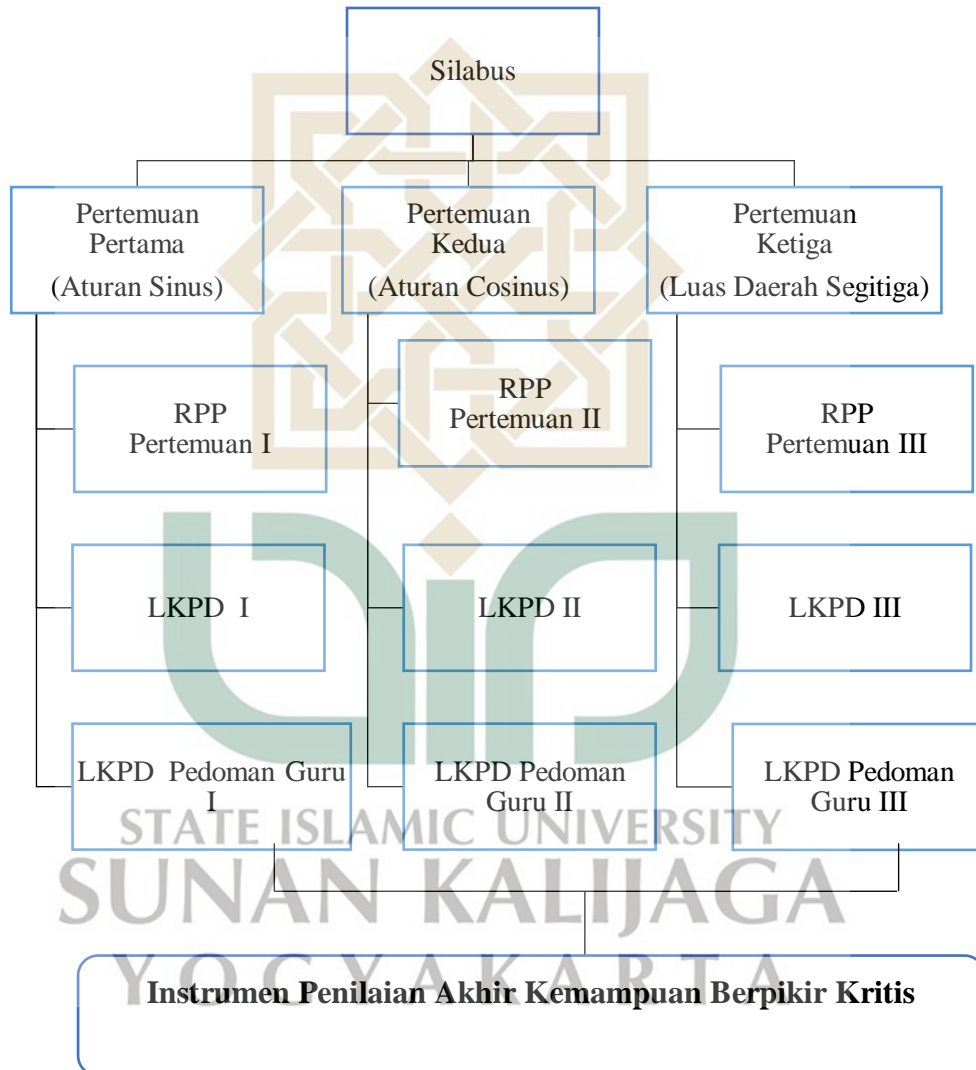 Silabus
Pertemuan
Pertama
(Aturan Sinus)
Pertemuan
Kedua
(Aturan Cosinus)
Pertemuan
Ketiga
(Luas Daerah Segitiga)
RPP
Pertemuan I
RPP
Pertemuan II
RPP
Pertemuan III
LKPD I
LKPD II
LKPD III
LKPD Pedoman Guru
I
LKPD Pedoman
Guru II
LKPD Pedoman
Guru III
STATE ISLAMIC UNIVERSITY
SUNAN KALIJAGA
YOGYAKARTA
Instrumen Penilaian Akhir Kemampuan Berpikir Kritis